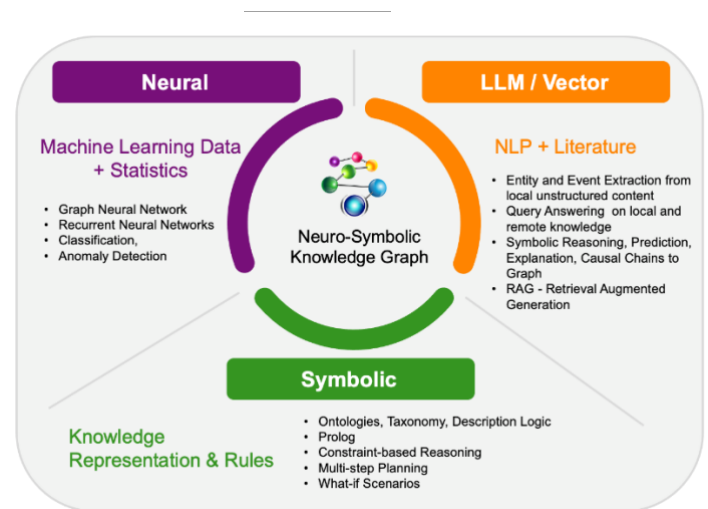 Neural
Machine Learning Data
+ Statistics
• Graph Neural Network
• Recurrent Neural Networks
• Classification,
• Anomaly Detection
LLM / Vector
NLP + Literature
• Entity and Event Extraction from
local unstructured content
• Query Answering on local and
remote knowledge
• Symbolic Reasoning, Prediction,
Explanation, Causal Chains to
Graph
• RAG - Retrieval Augmented
Generation
Neuro-Symbolic
Knowledge Graph
Symbolic
Knowledge
Representation & Rules
• Ontologies, Taxonomy, Description Logic
• Prolog
• Constraint-based Reasoning
• Multi-step Planning
• What-if Scenarios